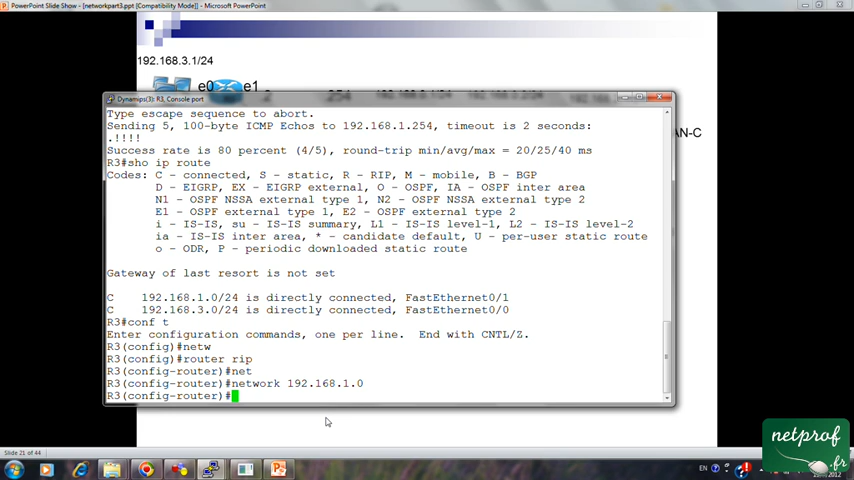 PowerPoint Slide Show - [networkpart3.ppt [Compatibility Mode]] - Microsoft PowerPoint
192.168.3.1/24
e0 e1
Dynamips(3): R3, Console port
Type escape sequence to abort.
Sending 5, 100-byte ICMP Echos to 192.168.1.254, timeout is 2 seconds:
.!!!!
Success rate is 80 percent (4/5), round-trip min/avg/max = 20/25/40 ms
R3#sho ip route
Codes: C - connected, S - static, R - RIP, M - mobile, B - BGP
D - EIGRP, EX - EIGRP external, O - OSPF, IA - OSPF inter area
N1 - OSPF NSSA external type 1, N2 - OSPF NSSA external type 2
E1 - OSPF external type 1, E2 - OSPF external type 2
i - IS-IS, su - IS-IS summary, L1 - IS-IS level-1, L2 - IS-IS level-2
ia - IS-IS inter area, * - candidate default, U - per-user static route
o - ODR, P - periodic downloaded static route
Gateway of last resort is not set
C 192.168.1.0/24 is directly connected, FastEthernet0/1
C 192.168.3.0/24 is directly connected, FastEthernet0/0
R3#conf t
Enter configuration commands, one per line. End with CNTL/Z.
R3(config)#netw
R3(config)#router rip
R3(config-router)#net
R3(config-router)#network 192.168.1.0
R3(config-router)#
AN-C
Slide 21 of 44
EN
netprof
.fr